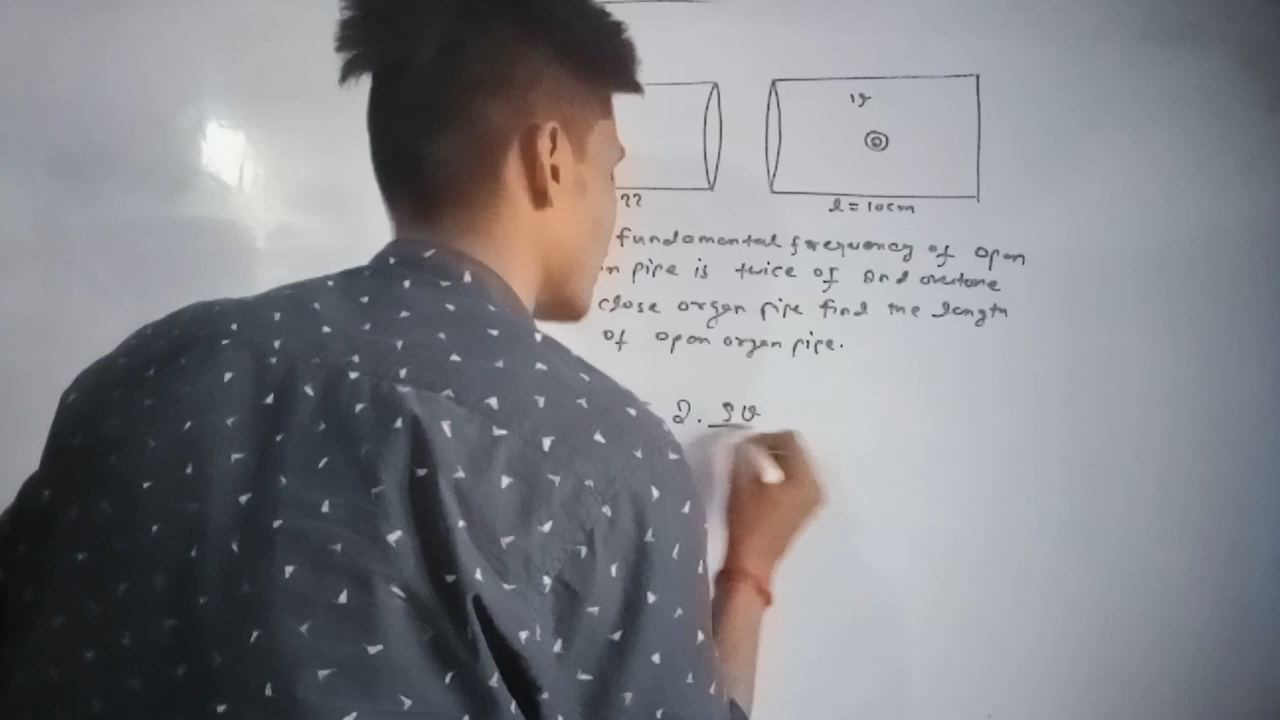 ??
l = 10cm
fundamental frequency of open
n pipe is twice of 2nd overtone
close organ pipe find the length
of open organ pipe.
2. 5v